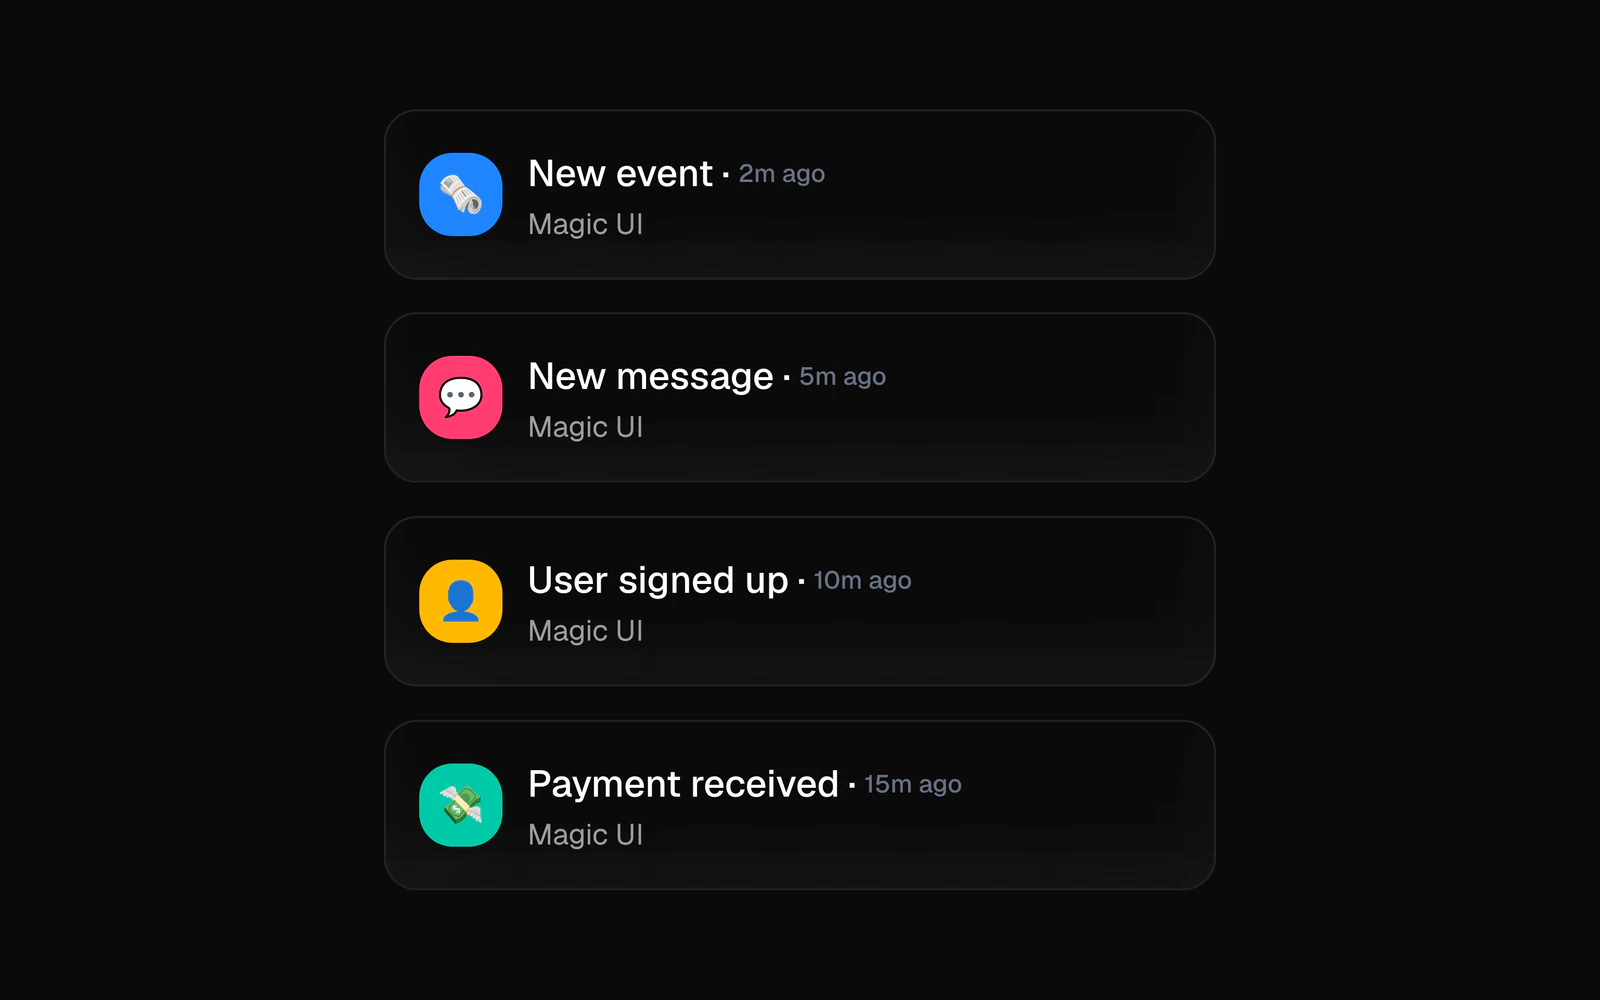 New event · 2m ago
Magic UI
New message · 5m ago
Magic UI
User signed up · 10m ago
Magic UI
Payment received · 15m ago
Magic UI